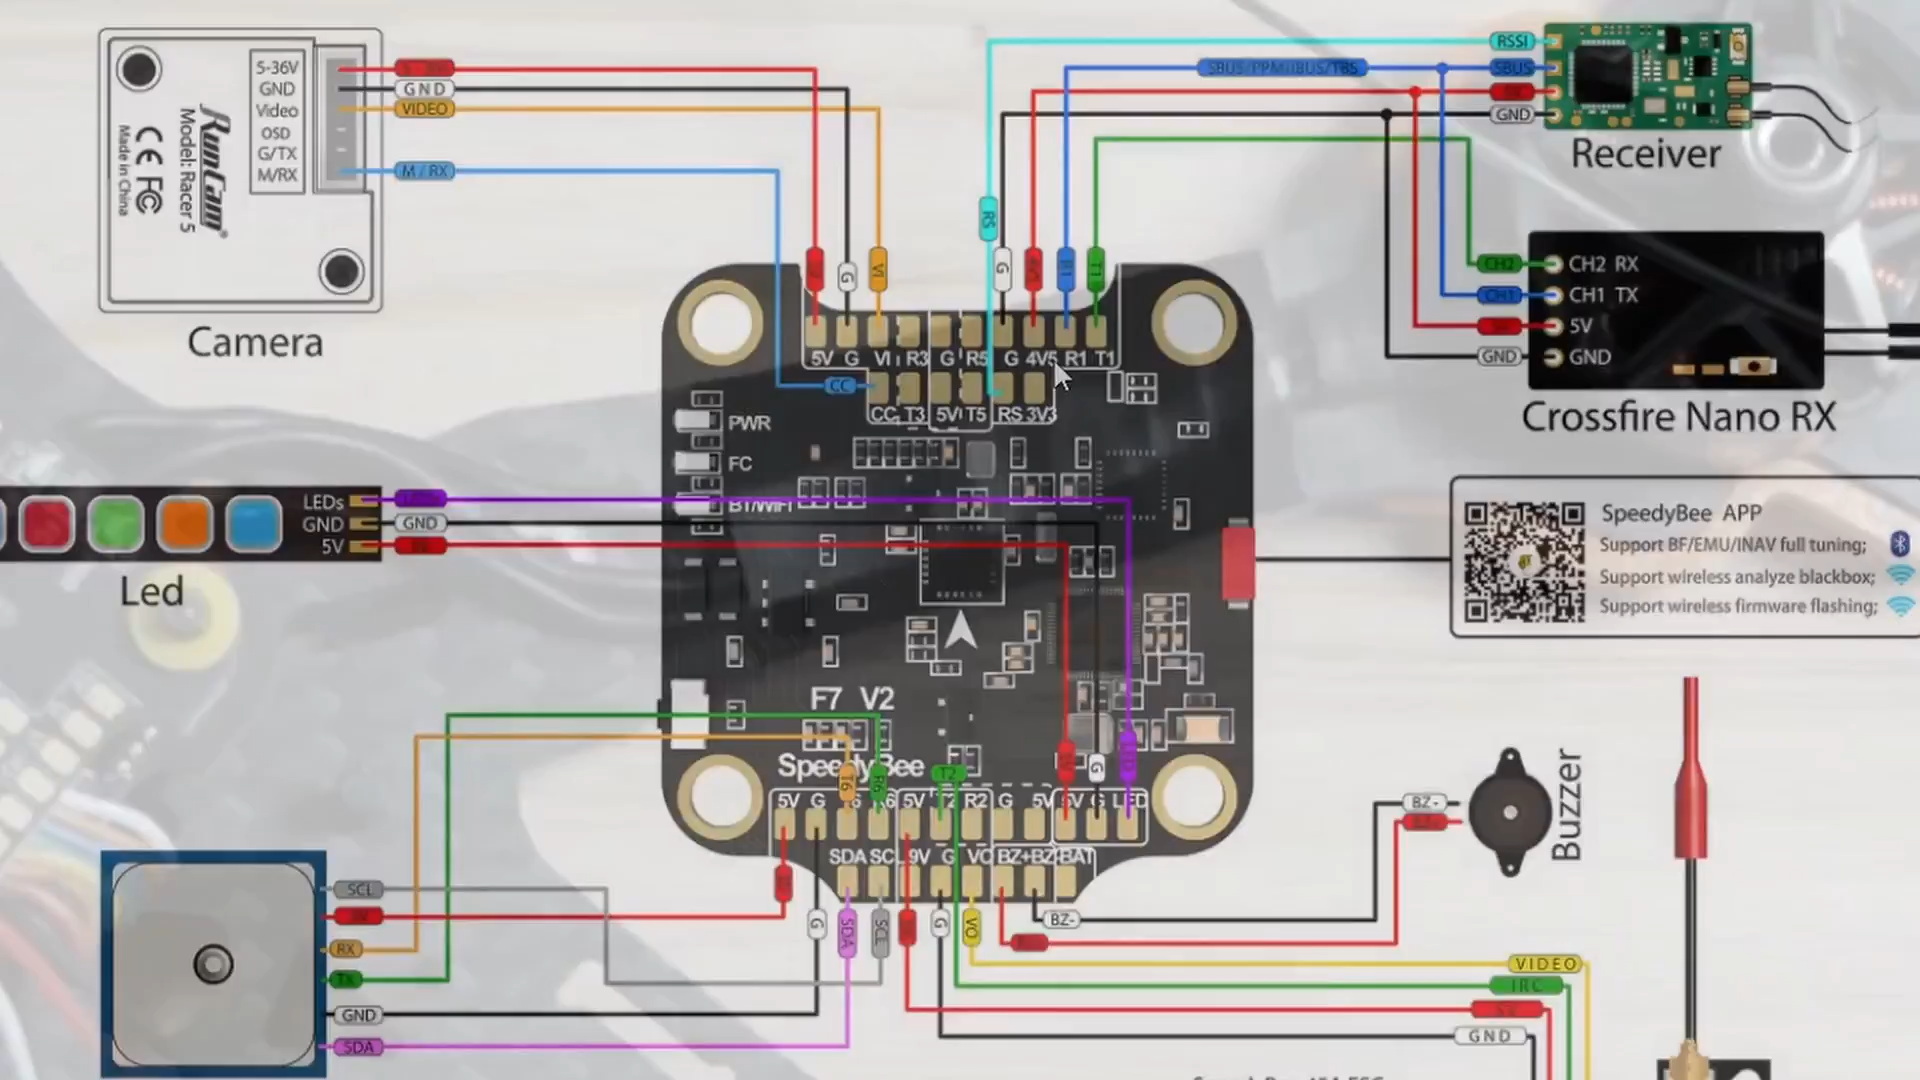 5-36V
GND
Video
OSD
G/TX
M/RX
RunCam
Model: Racer 5
CE FC
Made in China
GND
VIDEO
M / RX
Camera
RSSI
SBUS/PPM/IBUS/TBS
SBUS
GND
Receiver
RS
G
VI
G
R1
T1
CH2
CH2 RX
CH1
CH1 TX
5V
GND
GND
Crossfire Nano RX
5V G VI R3 G R5 G 4V5 R1 T1
CC
CC T3 5V T5 RS 3V3
PWR
FC
BT/WIFI
LEDs
GND
5V
GND
Led
SpeedyBee APP
Support BF/EMU/INAV full tuning;
Support wireless analyze blackbox;
Support wireless firmware flashing;
F7 V2
SpeedyBee
T6
R6
T2
G
LED
5V G 5V T2 R2 G 5V 5V G LED
SDA SCL 9V G VO BZ+ BZ- BAT
G
SDA
SCL
G
VO
BZ-
BZ-
Buzzer
SCL
RX
TX
GND
SDA
VIDEO
IRC
GND